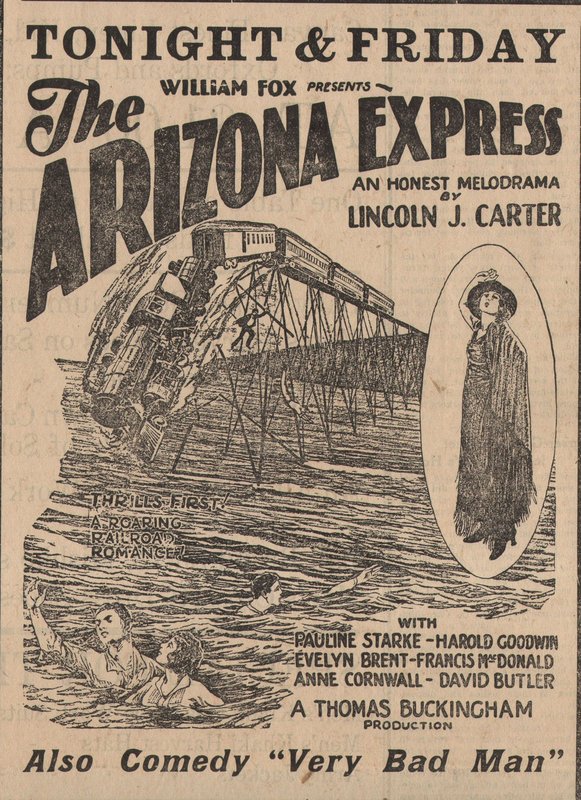 TONIGHT & FRIDAY
WILLIAM FOX PRESENTS
The
ARIZONA EXPRESS
AN HONEST MELODRAMA
BY
LINCOLN J. CARTER
THRILLS FIRST!
A ROARING
RAILROAD
ROMANCE!
WITH
PAULINE STARKE - HAROLD GOODWIN
EVELYN BRENT - FRANCIS McDONALD
ANNE CORNWALL - DAVID BUTLER
A THOMAS BUCKINGHAM
PRODUCTION
Also Comedy "Very Bad Man"